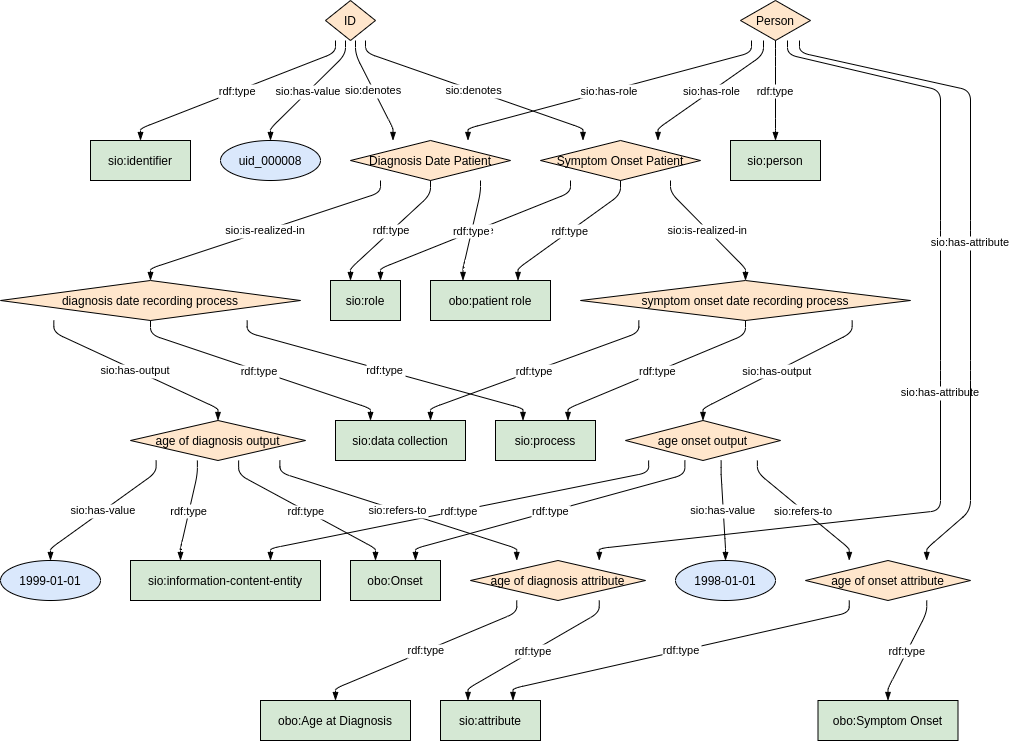 ID
Person
rdf:type
sio:has-value
sio:denotes
sio:denotes
sio:has-role
sio:has-role
rdf:type
sio:identifier
uid_000008
Diagnosis Date Patient
Symptom Onset Patient
sio:person
sio:is-realized-in
rdf:type
rdf:type
rdf:type
sio:is-realized-in
sio:has-attribute
diagnosis date recording process
sio:role
obo:patient role
symptom onset date recording process
sio:has-output
rdf:type
rdf:type
rdf:type
rdf:type
sio:has-output
sio:has-attribute
age of diagnosis output
sio:data collection
sio:process
age onset output
sio:has-value
rdf:type
rdf:type
sio:refers-to
rdf:type
rdf:type
sio:has-value
sio:refers-to
1999-01-01
sio:information-content-entity
obo:Onset
age of diagnosis attribute
1998-01-01
age of onset attribute
rdf:type
rdf:type
rdf:type
rdf:type
obo:Age at Diagnosis
sio:attribute
obo:Symptom Onset